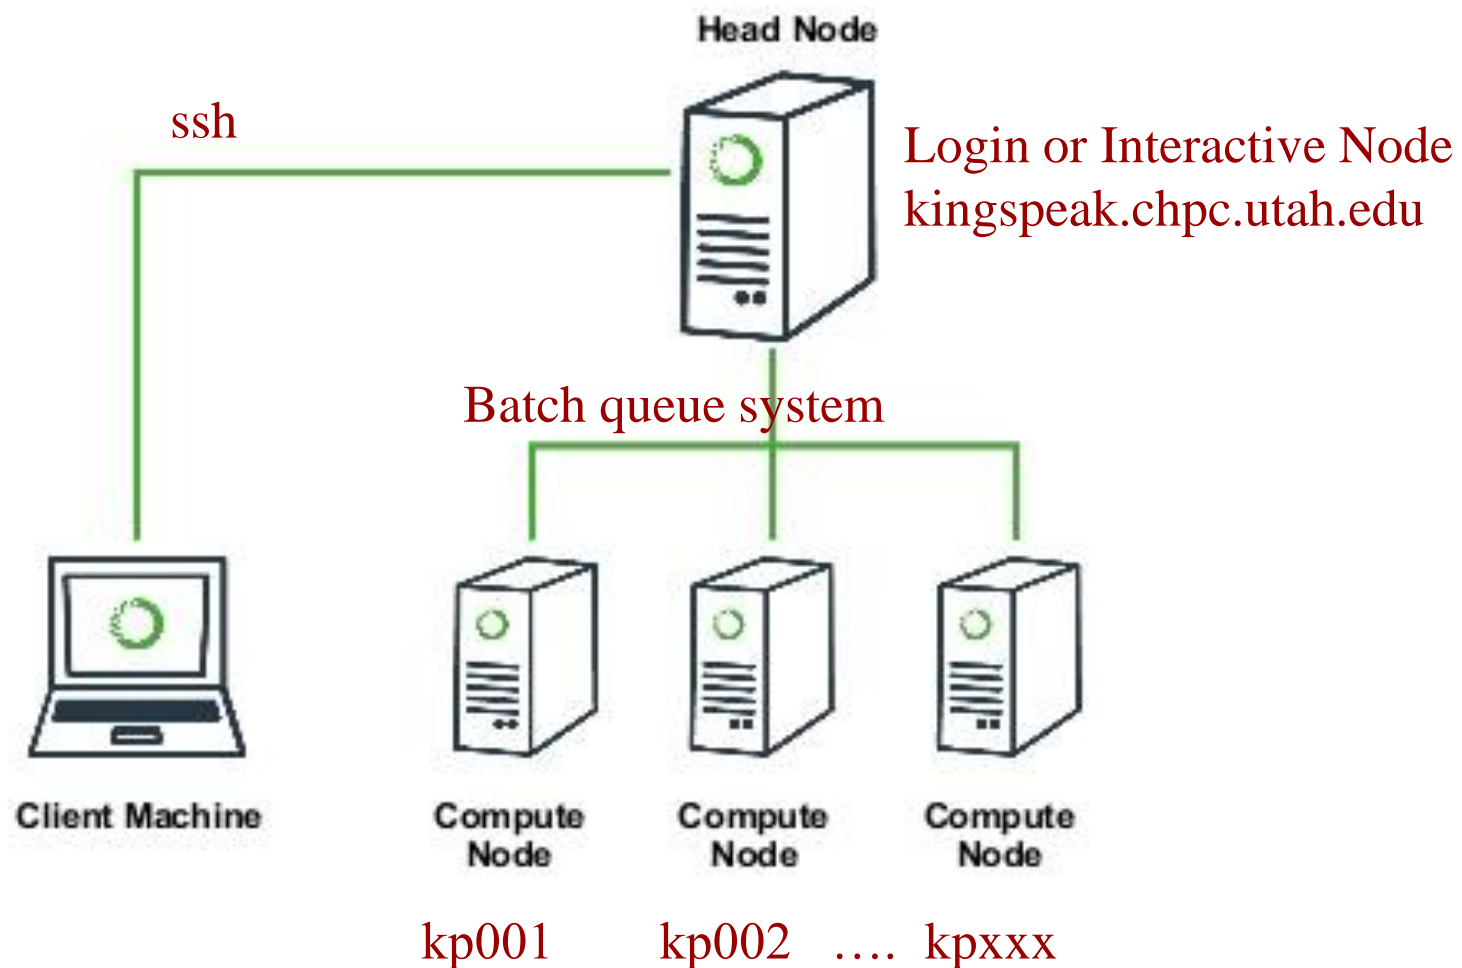 Head Node
ssh
Login or Interactive Node
kingspeak.chpc.utah.edu
Batch queue system
Client Machine
Compute
Node
Compute
Node
Compute
Node
kp001 kp002 .... kpxxx